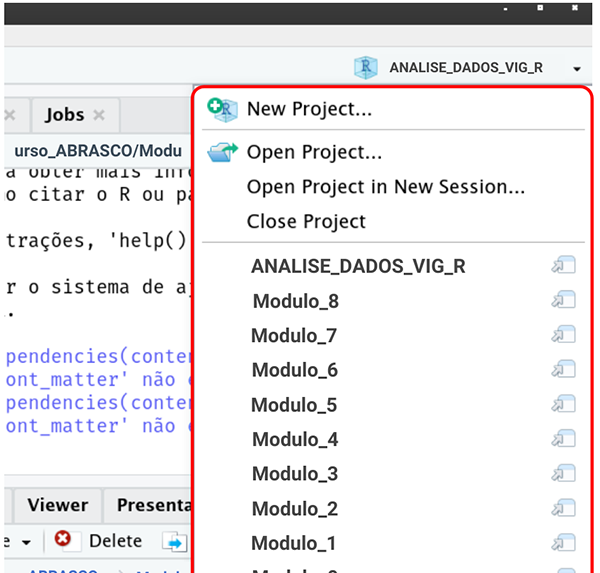 ANALISE_DADOS_VIG_R
Jobs
New Project...
urso_ABRASCO/Modu
Open Project...
a obter mais info
o citar o R ou pa
Open Project in New Session...
Close Project
trações, 'help()
ANALISE_DADOS_VIG_R
r o sistema de aj
Modulo_8
.
Modulo_7
pendencies(conten
Modulo_6
ont_matter' não e
Modulo_5
pendencies(conten
ont_matter' não e
Modulo_4
Modulo_3
Viewer
Presenta
Modulo_2
e
Delete
Modulo_1